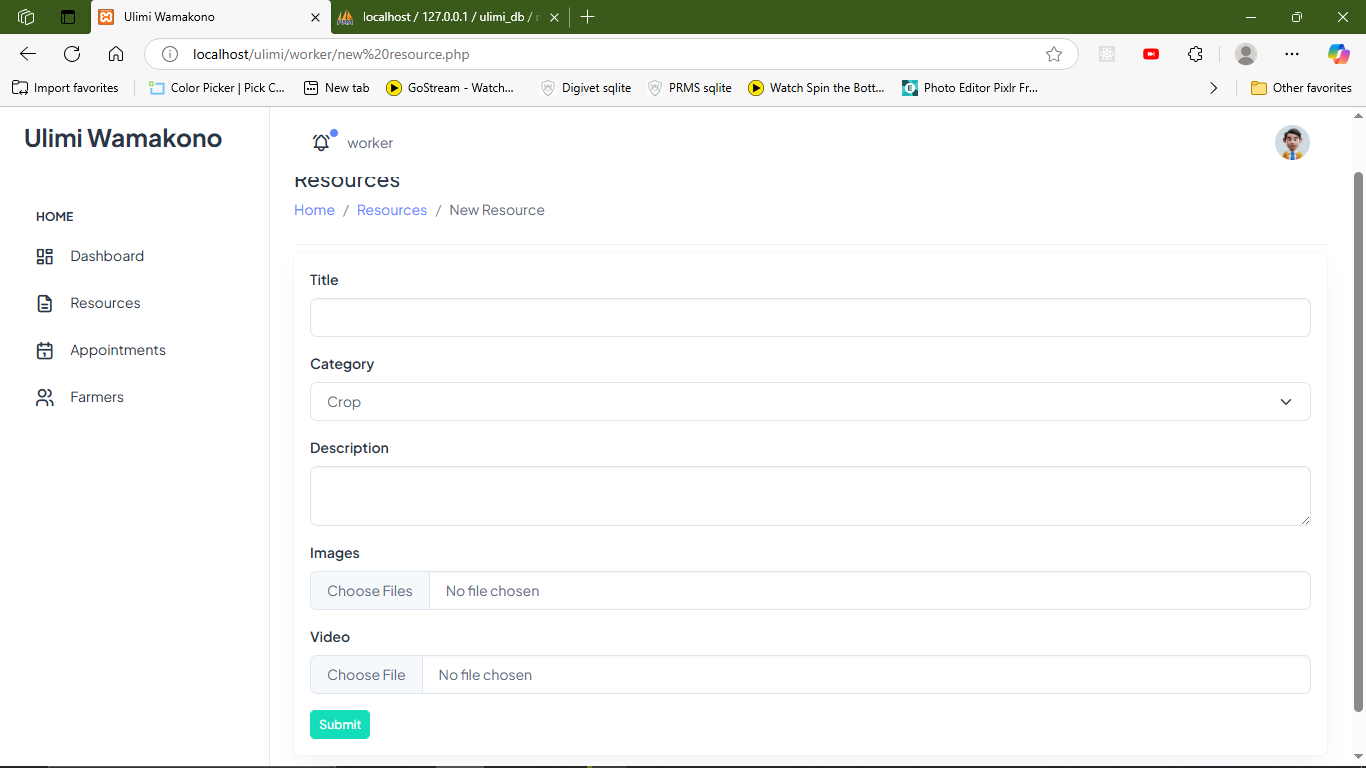 Ulimi Wamakono
localhost / 127.0.0.1 / ulimi_db /
localhost/ulimi/worker/new%20resource.php
Import favorites
Color Picker | Pick C...
New tab
GoStream - Watch...
Digivet sqlite
PRMS sqlite
Watch Spin the Bott...
Photo Editor Pixlr Fr...
Other favorites
Ulimi Wamakono
worker
Resources
Home / Resources / New Resource
HOME
Dashboard
Resources
Appointments
Farmers
Title
Category
Crop
Description
Images
Choose Files No file chosen
Video
Choose File No file chosen
Submit